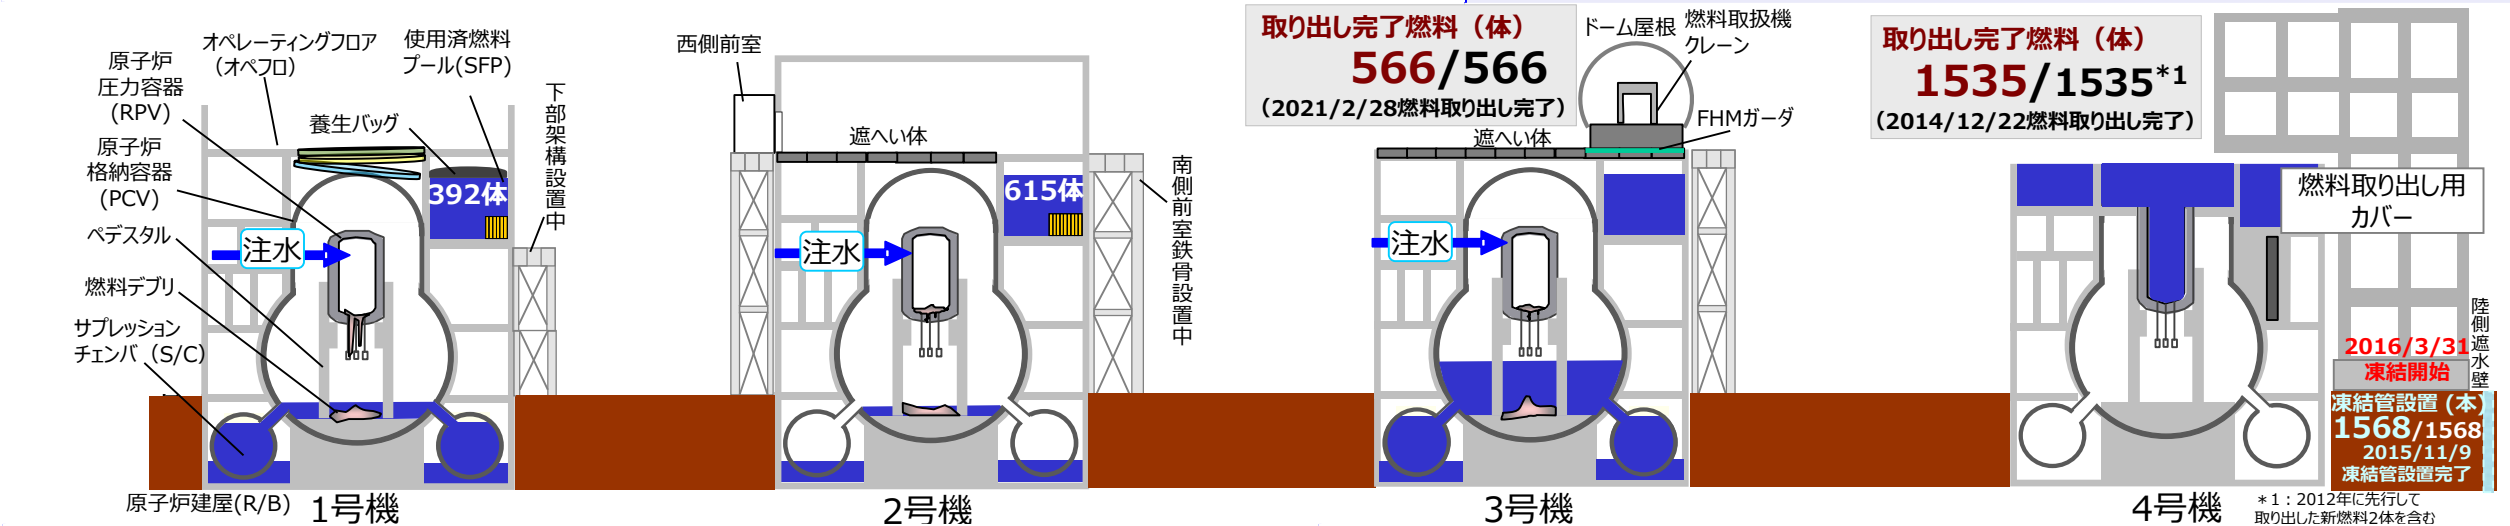 原子炉
圧力容器
(RPV)
オペレーティングフロア
（オペフロ）
使用済燃料
プール(SFP)
養生バッグ
原子炉
格納容器
(PCV)
ペデスタル
燃料デブリ
サプレッション
チェンバ（S/C）
下部架構設置中
392体
注水
原子炉建屋(R/B)
1号機
西側前室
遮へい体
615体
注水
南側前室鉄骨設置中
2号機
取り出し完了燃料（体）
566/566
（2021/2/28燃料取り出し完了）
ドーム屋根
燃料取扱機
クレーン
遮へい体
FHMガーダ
注水
3号機
取り出し完了燃料（体）
1535/1535*1
（2014/12/22燃料取り出し完了）
燃料取り出し用
カバー
陸側遮水壁
2016/3/31
凍結開始
凍結管設置 (本)
1568/1568
2015/11/9
凍結管設置完了
4号機
＊1：2012年に先行して
取り出した新燃料2体を含む